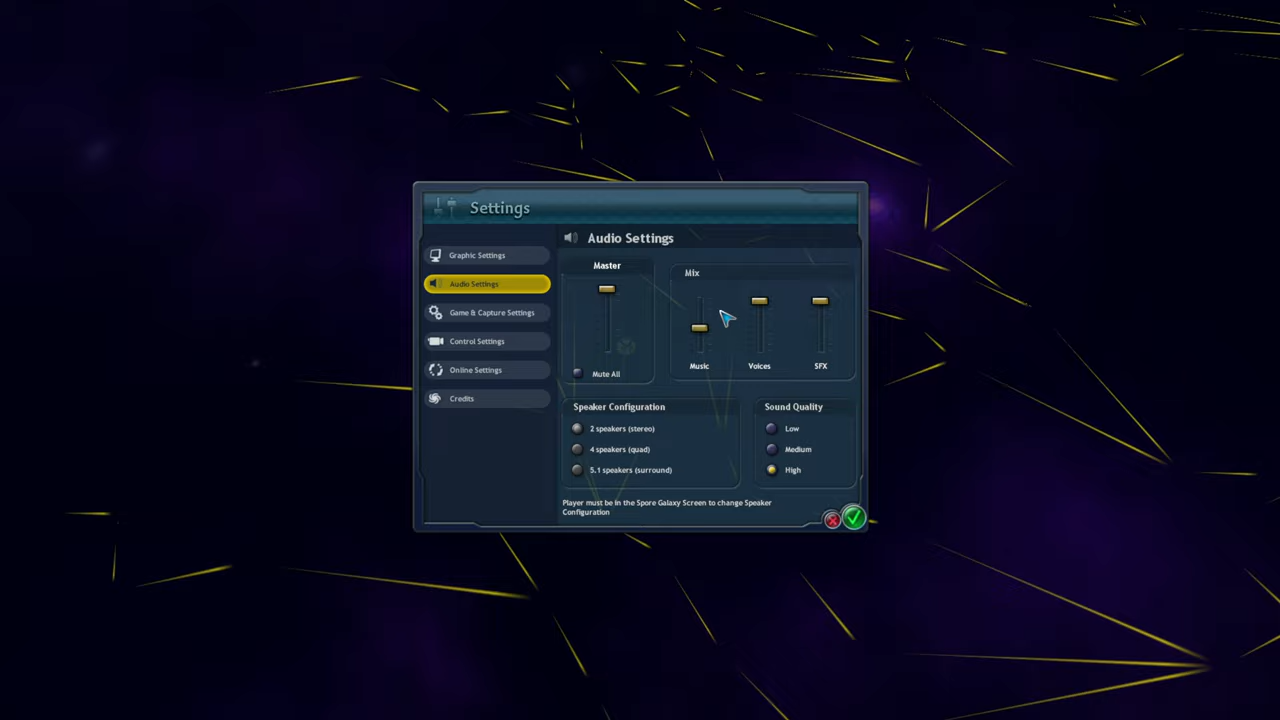 Settings
Graphic Settings
Audio Settings
Game & Capture Settings
Control Settings
Online Settings
Credits
Audio Settings
Master
Mute All
Mix
Music
Voices
SFX
Speaker Configuration
2 speakers (stereo)
4 speakers (quad)
5.1 speakers (surround)
Sound Quality
Low
Medium
High
Player must be in the Spore Galaxy Screen to change Speaker
Configuration